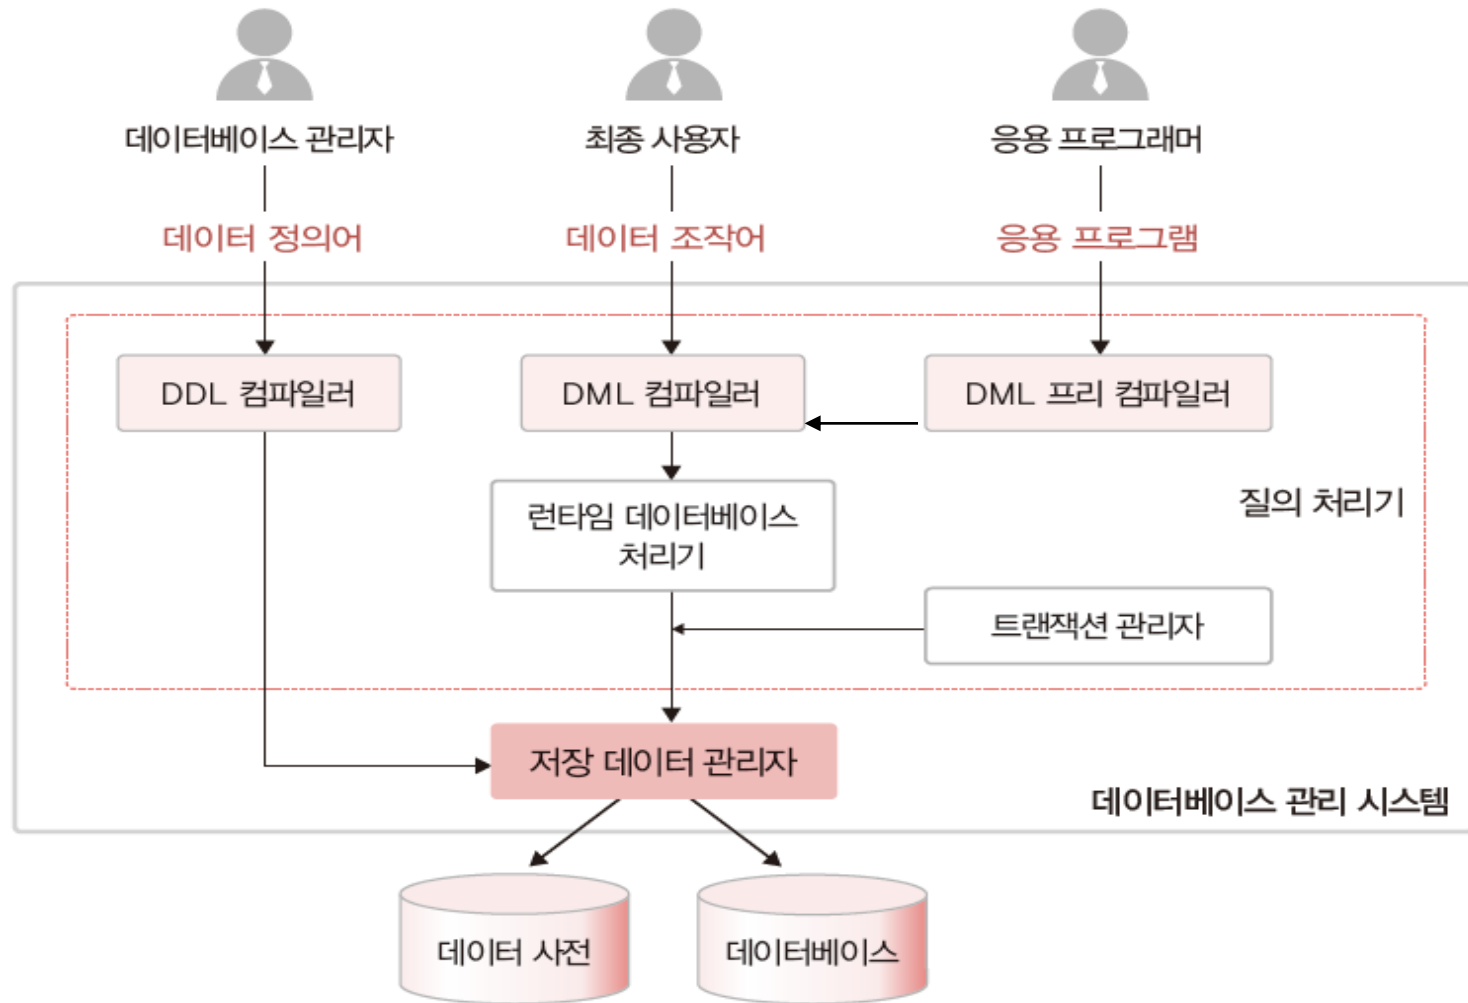 데이터베이스 관리자
최종 사용자
응용 프로그래머
데이터 정의어
데이터 조작어
응용 프로그램
DDL 컴파일러
DML 컴파일러
DML 프리 컴파일러
질의 처리기
런타임 데이터베이스
처리기
트랜잭션 관리자
저장 데이터 관리자
데이터베이스 관리 시스템
데이터 사전
데이터베이스